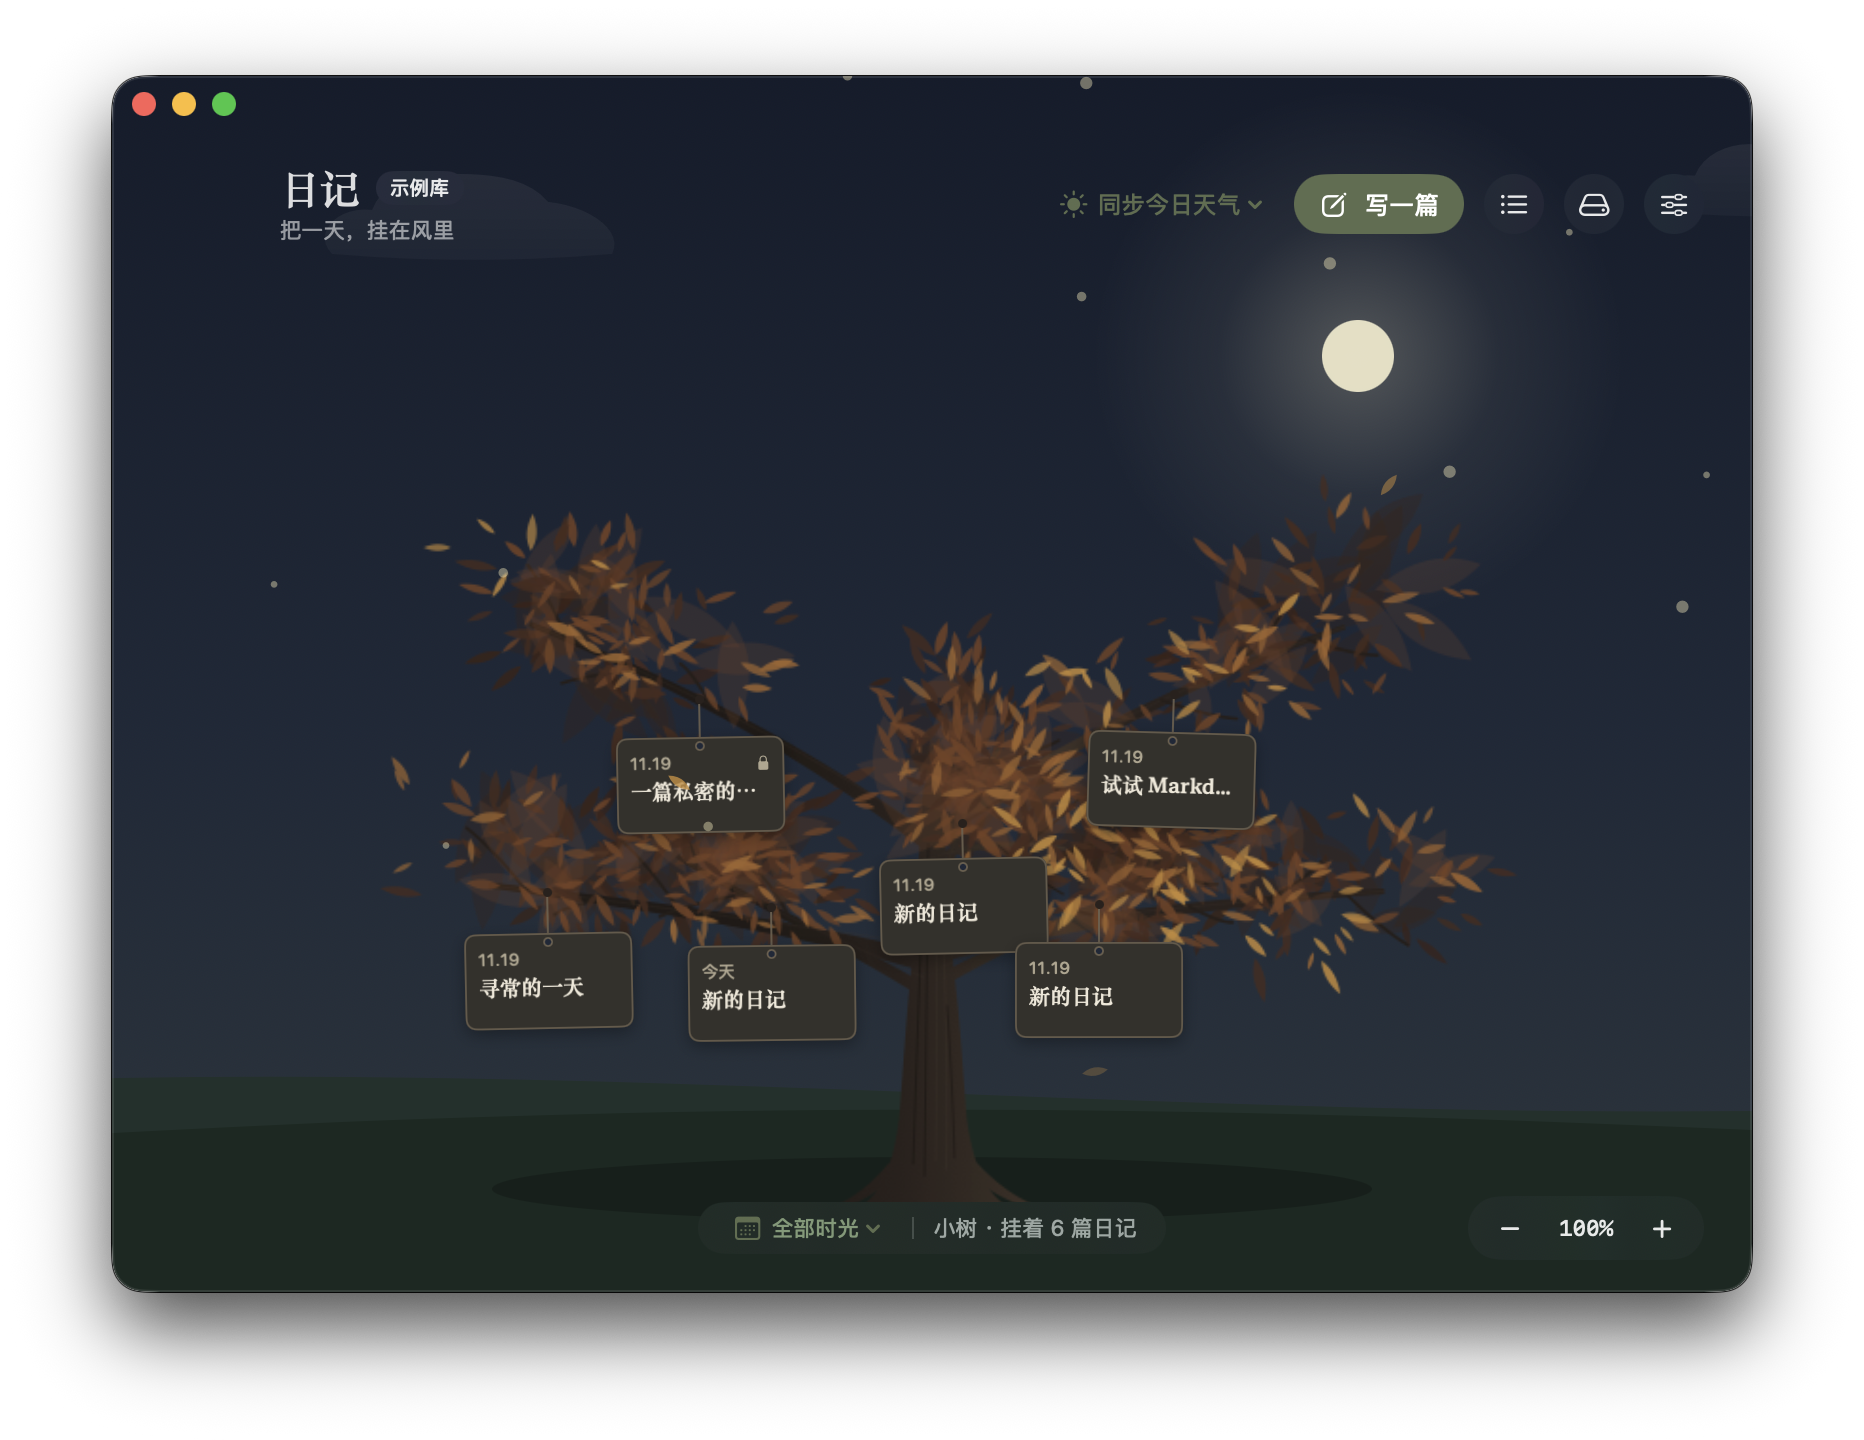 日记 示例库
把一天，挂在风里
同步今日天气
写一篇
11.19
一篇私密的…
11.19
试试 Markd...
11.19
新的日记
11.19
寻常的一天
今天
新的日记
11.19
新的日记
全部时光
小树 · 挂着 6 篇日记
100%